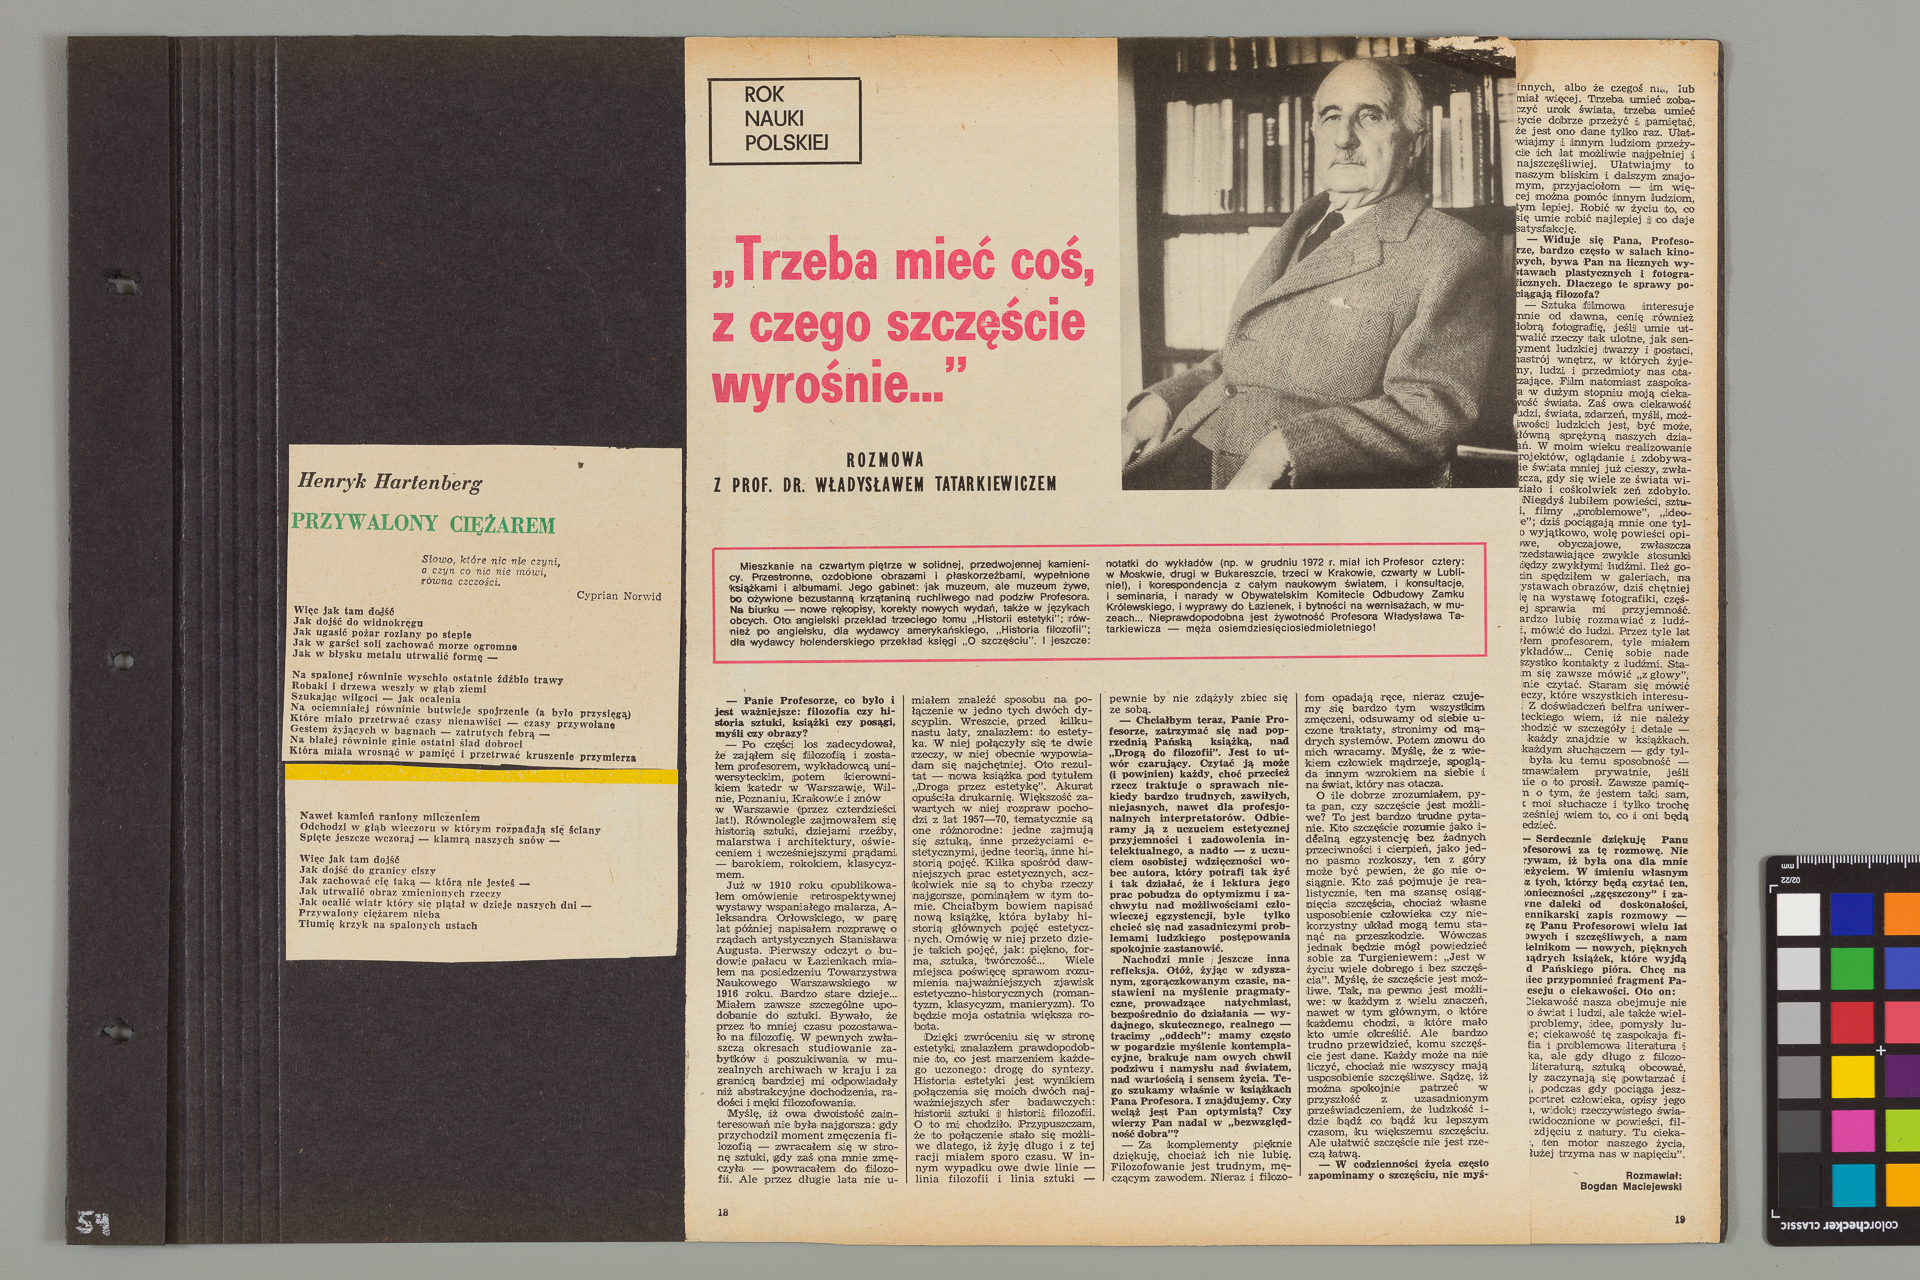 Henryk Hartenberg
PRZYWALONY CIĘŻAREM
Słowo, które nic nie czyni,
a czyn co nic nie mówi,
równa czczości.
Cyprian Norwid
Więc jak tam dojść
Jak dojść do widnokręgu
Jak ugasić pożar rozlany po stepie
Jak w garści soli zachować morze ogromne
Jak w błysku metalu utrwalić formę —
Na spalonej równinie wyschło ostatnie źdźbło trawy
Robaki i drzewa weszły w głąb ziemi
Szukając wilgoci — jak ocalenia
Na ociemniałej równinie butwieje spojrzenie (a było przysięgą)
Które miało przetrwać czasy nienawiści — czasy przywołane
Gestem żyjących w bagnach — zatrutych febrą —
Na białej równinie ginie ostatni ślad dobroci
Która miała wrosnąć w pamięć i przetrwać kruszenie przymierza
Nawet kamień raniony milczeniem
Odchodzi w głąb wieczoru w którym rozpadają się ściany
Splęte jeszcze wczoraj — klamrą naszych snów —
Więc jak tam dojść
Jak dojść do granicy ciszy
Jak zachować cię taką — którą nie jesteś —
Jak utrwalić obraz zmienionych rzeczy
Jak ocalić wiatr który się plątał w dzieje naszych dni —
Przywalony ciężarem nieba
Tłumię krzyk na spalonych ustach
54
ROK
NAUKI
POLSKIEJ
„Trzeba mieć coś,
z czego szczęście
wyrośnie...”
ROZMOWA
Z PROF. DR. WŁADYSŁAWEM TATARKIEWICZEM
Mieszkanie na czwartym piętrze w solidnej, przedwojennej kamieni-
cy. Przestronne, ozdobione obrazami i płaskorzeźbami, wypełnione
książkami i albumami. Jego gabinet: jak muzeum, ale muzeum żywe,
bo ożywione bezustanną krzątaniną ruchliwego nad podziw Profesora.
Na biurku — nowe rękopisy, korekty nowych wydań, także w językach
obcych. Oto angielski przekład trzeciego tomu „Historii estetyki”; rów-
nież po angielsku, dla wydawcy amerykańskiego, „Historia filozofii”;
dla wydawcy holenderskiego przekład księgi „O szczęściu”. I jeszcze:
notatki do wykładów (np. w grudniu 1972 r. miał ich Profesor cztery:
w Moskwie, drugi w Bukareszcie, trzeci w Krakowie, czwarty w Lubli-
nie!), i korespondencja z całym naukowym światem, i konsultacje,
i seminaria, i narady w Obywatelskim Komitecie Odbudowy Zamku
Królewskiego, i wyprawy do Łazienek, i bytności na wernisażach, w mu-
zeach... Nieprawdopodobna jest żywotność Profesora Władysława Ta-
tarkiewicza — męża osiemdziesięciosiedmioletniego!
— Panie Profesorze, co było i
jest ważniejsze: filozofia czy hi-
storia sztuki, książki czy posągi,
myśli czy obrazy?
— Po części los zadecydował,
że zająłem się filozofią i zosta-
łem profesorem, wykładowcą uni-
wersyteckim, potem kierowni-
kiem katedr w Warszawie, Wil-
nie, Poznaniu, Krakowie i znów
w Warszawie (przez czterdzieści
lat!). Równolegle zajmowałem się
historią sztuki, dziejami rzeźby,
malarstwa i architektury, oświe-
ceniem i wcześniejszymi prądami
— barokiem, rokokiem, klasycyz-
mem.
Już w 1910 roku opublikowa-
łem omówienie retrospektywnej
wystawy wspaniałego malarza, A-
leksandra Orłowskiego, w parę
lat później napisałem rozprawę o
rządach artystycznych Stanisława
Augusta. Pierwszy odczyt o bu-
dowie pałacu w Łazienkach mia-
łem na posiedzeniu Towarzystwa
Naukowego Warszawskiego w
1916 roku. Bardzo stare dzieje...
Miałem zawsze szczególne upo-
dobanie do sztuki. Bywało, że
przez to mniej czasu pozostawa-
ło na filozofię. W pewnych zwła-
szczą okresach studiowanie za-
bytków i poszukiwania w mu-
zealnych archiwach w kraju i za
granicą bardziej mi odpowiadały
niż abstrakcyjne dochodzenia, ra-
dości i męki filozofowania.
Myślę, iż owa dwoistość zain-
teresowań nie była najgorsza: gdy
przychodził moment zmęczenia fi-
lozofią — zwracałem się w stro-
nę sztuki, gdy zaś ona mnie zmę-
czyła — powracałem do filozo-
fii. Ale przez długie lata nie u-
miałem znaleźć sposobu na po-
łączenie w jedno tych dwóch dy-
scyplin. Wreszcie, przed kilku-
nastu laty, znalazłem: to estety-
ka. W niej połączyły się te dwie
rzeczy, w niej obecnie wypowia-
dam się najchętniej. Oto rezul-
tat — nowa książka pod tytułem
„Droga przez estetykę”. Akurat
opuściła drukarnię. Większość za-
wartych w niej rozpraw pocho-
dzi z lat 1957—70, tematycznie są
one różnorodne: jedne zajmują
się sztuką, inne przeżyciami e-
stetycznymi, jedne teorią, inne hi-
storią pojęć. Kilka spośród daw-
niejszych prac estetycznych, acz-
kolwiek nie są to chyba rzeczy
najgorsze, pominąłem w tym to-
mie. Chciałbym bowiem napisać
nową książkę, która byłaby hi-
storią głównych pojęć estetycz-
nych. Omówię w niej przeto dzie-
je takich pojęć, jak: piękno, for-
ma, sztuka, twórczość... Wiele
miejsca poświęcę sprawom rozu-
mienia najważniejszych zjawisk
estetyczno-historycznych (roman-
tyzm, klasycyzm, manieryzm). To
będzie moja ostatnia większa ro-
bota.
Dzięki zwróceniu się w stronę
estetyki znalazłem prawdopodob-
nie to, co jest marzeniem każde-
go uczonego: drogę do syntezy.
Historia estetyki jest wynikiem
połączenia się moich dwóch naj-
ważniejszych sfer badawczych:
historii sztuki i historii filozofii.
O to mi chodziło. Przypuszczam,
że to połączenie stało się możli-
we dlatego, iż żyję długo i z tej
racji miałem sporo czasu. W in-
nym wypadku owe dwie linie —
linia filozofii i linia sztuki —
pewnie by nie zdążyły zbiec się
ze sobą.
— Chciałbym teraz, Panie Pro-
fesorze, zatrzymać się nad pop-
rzednią Pańską książką, nad
„Drogą do filozofii”. Jest to ut-
wór czarujący. Czytać ją może
(i powinien) każdy, choć przecież
rzecz traktuje o sprawach nie-
kiedy bardzo trudnych, zawiłych,
niejasnych, nawet dla profesjo-
nalnych interpretatorów. Odbie-
ramy ją z uczuciem estetycznej
przyjemności i zadowolenia in-
telektualnego, a nadto — z uczu-
ciem osobistej wdzięczności wo-
bec autora, który potrafi tak żyć
i tak działać, że i lektura jego
prac pobudza do optymizmu i za-
chwytu nad możliwościami czło-
wieczej egzystencji, byle tylko
chcieć się nad zasadniczymi prob-
lemami ludzkiego postępowania
spokojnie zastanowić.
Nachodzi mnie jeszcze inna
refleksja. Otóż, żyjąc w zdysza-
nym, zgorączkowanym czasie, na-
stawieni na myślenie pragmaty-
czne, prowadzące natychmiast,
bezpośrednio do działania — wy-
dajnego, skutecznego, realnego —
tracimy „oddech”: mamy często
w pogardzie myślenie kontempla-
cyjne, brakuje nam owych chwil
podziwu i namysłu nad światem,
nad wartością i sensem życia. Te-
go szukamy właśnie w książkach
Pana Profesora. I znajdujemy. Czy
wciąż jest Pan optymistą? Czy
wierzy Pan nadal w „bezwzględ-
ność dobra”?
— Za komplementy pięknie
dziękuję, chociaż ich nie lubię.
Filozofowanie jest trudnym, mę-
czącym zawodem. Nieraz i filozo-
fom opadają ręce, nieraz czuje-
my się bardzo tym wszystkim
zmęczeni, odsuwamy od siebie u-
czone traktaty, stronimy od mą-
drych systemów. Potem znowu do
nich wracamy. Myślę, że z wie-
kiem człowiek mądrzeje, spoglą-
da innym wzrokiem na siebie i
na świat, który nas otacza.
O ile dobrze zrozumiałem, py-
ta pan, czy szczęście jest możli-
we? To jest bardzo trudne pyta-
nie. Kto szczęście rozumie jako i-
dealną egzystencję bez żadnych
przeciwności i cierpień, jako jed-
no pasmo rozkoszy, ten z góry
może być pewien, że go nie o-
siągnie. Kto zaś pojmuje je rea-
listycznie, ten ma szansę osiąg-
nięcia szczęścia, chociaż własne
usposobienie człowieka czy nie-
korzystny układ mogą temu sta-
nąć na przeszkodzie. Wówczas
jednak będzie mógł powiedzieć
sobie za Turgieniewem: „Jest w
życiu wiele dobrego i bez szczęś-
cia”. Myślę, że szczęście jest moż-
liwe. Tak, na pewno jest możli-
we: w każdym z wielu znaczeń,
nawet w tym głównym, o które
każdemu chodzi, a które mało
kto umie określić. Ale bardzo
trudno przewidzieć, komu szczęś-
cie jest dane. Każdy może na nie
liczyć, chociaż nie wszyscy mają
usposobienie szczęśliwe. Sądzę, iż
można spokojnie patrzeć w
przyszłość z uzasadnionym
przeświadczeniem, że ludzkość i-
dzie bądź co bądź ku lepszym
czasom, ku większemu szczęściu.
Ale ułatwić szczęście nie jest rze-
czą łatwą.
— W codzienności życia często
zapominamy o szczęściu, nie myś-
18
innych, albo że czegoś ma, lub
miał więcej. Trzeba umieć zoba-
czyć urok świata, trzeba umieć
życie dobrze przeżyć i pamiętać,
że jest ono dane tylko raz. Ułat-
wiajmy i innym ludziom przeży-
cie ich lat możliwie najpełniej i
najszczęśliwiej. Ułatwiajmy to
naszym bliskim i dalszym znajo-
mym, przyjaciołom — im wię-
cej można pomóc innym ludziom,
tym lepiej. Robić w życiu to, co
się umie robić najlepiej i co daje
satysfakcję.
— Widuje się Pana, Profeso-
rze, bardzo często w salach kino-
wych, bywa Pan na licznych wy-
stawach plastycznych i fotogra-
ficznych. Dlaczego te sprawy po-
ciągają filozofa?
— Sztuka filmowa interesuje
mnie od dawna, cenię również
dobrą fotografię, jeśli umie ut-
rwalić rzeczy tak ulotne, jak sen-
tyment ludzkiej twarzy i postaci,
nastrój wnętrz, w których żyje-
my, ludzi i przedmioty nas ota-
czające. Film natomiast zaspoka-
a w dużym stopniu moją cieka-
wość świata. Zaś owa ciekawość
udzi, świata, zdarzeń, myśli, moż-
iwości ludzkich jest, być może,
główną sprężyną naszych dzia-
ań. W moim wieku realizowanie
rojektów, oglądanie i zdobywa-
ie świata mniej już cieszy, zwła-
szcza, gdy się wiele ze świata wi-
ziało i cośkolwiek zeń zdobyło.
Niegdyś lubiłem powieści, sztu-
i, filmy „problemowe”, „ideo-
e”; dziś pociągają mnie one tyl-
o wyjątkowo, wolę powieści opi-
owe, obyczajowe, zwłaszcza
rzedstawiające zwykłe stosunki
iędzy zwykłymi ludźmi. Ileż go-
zin spędziłem w galeriach, na
ystawach obrazów, dziś chętniej
ę na wystawę fotografiki, częś-
ej sprawia mi przyjemność.
ardzo lubię rozmawiać z ludź-
, mówić do ludzi. Przez tyle lat
łem profesorem, tyle miałem
ykładów... Cenię sobie nade
szystko kontakty z ludźmi. Sta-
m się zawsze mówić „z głowy”;
nie czytać. Staram się mówić
eczy, które wszystkich interesu-
Z doświadczenia belfra uniwer-
teckiego wiem, iż nie należy
hodzić w szczegóły i detale —
każdy znajdzie w książkach.
każdym słuchaczem — gdy tyl-
była ku temu sposobność —
zmawiałem prywatnie, jeśli
ie o to prosił. Zawsze pamię-
n o tym, że jestem taki sam,
moi słuchacze i tylko trochę
ześniej wiem to, co i oni będą
edzieć.
— Serdecznie dziękuję Panu
ofesorowi za tę rozmowę. Nie
rywam, iż była ona dla mnie
eżyciem. W imieniu własnym
z tych, którzy będą czytać ten,
onieczności „zgęszczony” i za-
wne daleki od doskonałości,
ennikarski zapis rozmowy —
zę Panu Profesorowi wielu lat
owych i szczęśliwych, a nam
elnikom — nowych, pięknych
ądrych książek, które wyjdą
d Pańskiego pióra. Chcę na
iec przypomnieć fragment Pa-
eseju o ciekawości. Oto on:
Ciekawość nasza obejmuje nie
o świat i ludzi, ale także wiel-
problemy, idee, pomysły lu-
e; ciekawość tę zaspokaja fi-
fia i problemowa literatura i
ka, ale gdy długo z filozo-
literaturą, sztuką obcować,
ly zaczynają się powtarzać i
, podczas gdy pociąga jesz-
portret człowieka, opisy jego
, widoki rzeczywistego świa-
widocznione w powieści, fil-
zdjęciu z natury. Tu cieka-
, ten motor naszego życia,
łużej trzyma nas w napięciu”.
Rozmawiał:
Bogdan Maciejewski
19
mm
02/22
colorchecker CLASSIC